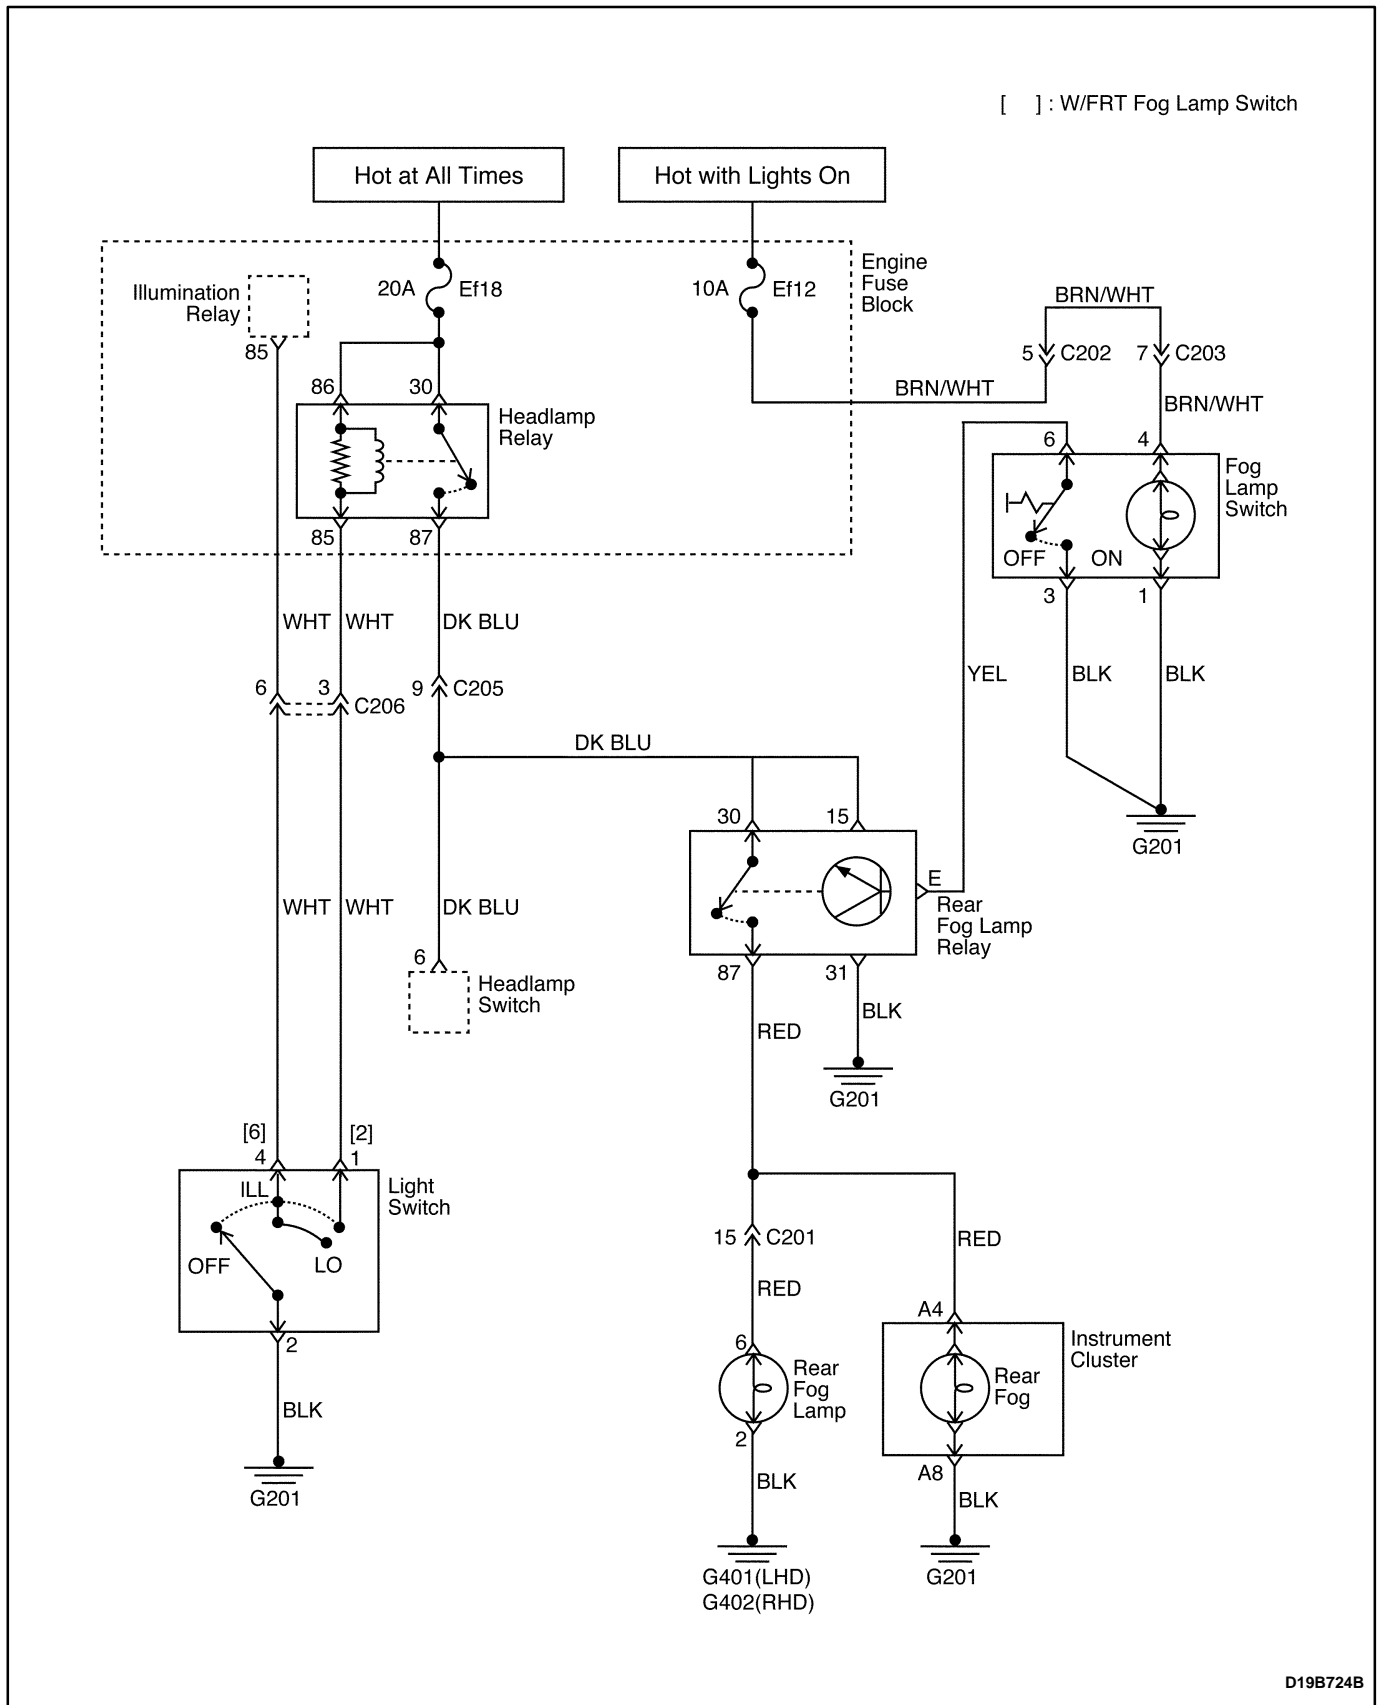 [ ] : W/FRT Fog Lamp Switch
Hot at All Times
Hot with Lights On
Engine
Fuse
Block
Illumination
Relay
85
20A
Ef18
10A
Ef12
BRN/WHT
5
C202
7
C203
BRN/WHT
BRN/WHT
86
30
Headlamp
Relay
85
87
6
4
Fog
Lamp
Switch
OFF
ON
3
1
WHT
WHT
DK BLU
YEL
BLK
BLK
6
3
C206
9
C205
DK BLU
G201
30
15
E
Rear
Fog Lamp
Relay
87
31
WHT
WHT
DK BLU
6
Headlamp
Switch
RED
BLK
G201
[6]
[2]
4
1
ILL
Light
Switch
OFF
LO
2
BLK
G201
15
C201
RED
RED
A4
Instrument
Cluster
6
Rear
Fog
Lamp
Rear
Fog
2
A8
BLK
BLK
G401(LHD)
G402(RHD)
G201
D19B724B